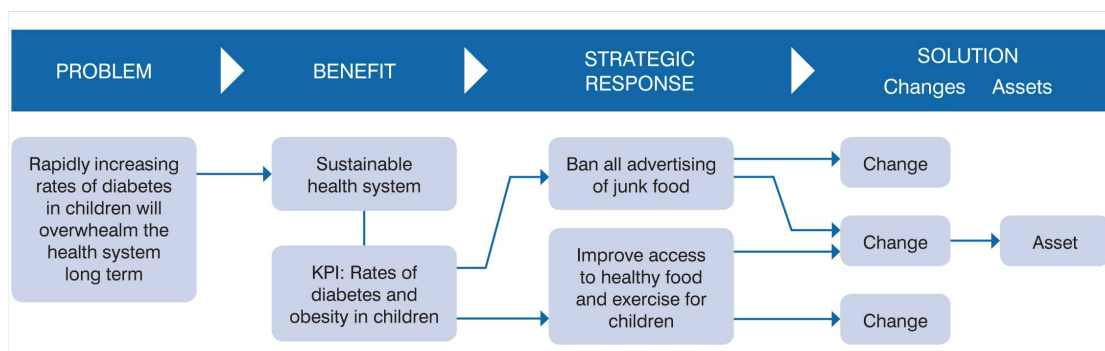 PROBLEM
BENEFIT
STRATEGIC
RESPONSE
SOLUTION
Changes Assets
Rapidly increasing
rates of diabetes
in children will
overwhealm the
health system
long term
Sustainable
health system
KPI: Rates of
diabetes and
obesity in children
Ban all advertising
of junk food
Improve access
to healthy food
and exercise for
children
Change
Change
Asset
Change